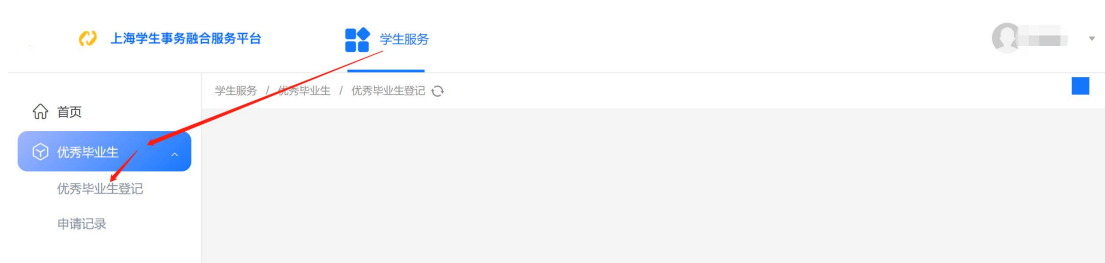 上海学生事务融合服务平台
学生服务
学生服务 / 优秀毕业生 / 优秀毕业生登记
首页
优秀毕业生
优秀毕业生登记
申请记录